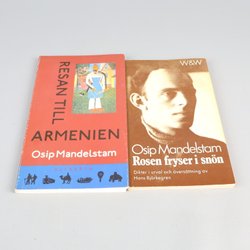 RESAN TILL
ARMENIEN
Osip Mandelstam
W&W
Osip Mandelstam
Rosen fryser i snön
Dikter i urval och översättning av
Hans Björkegren